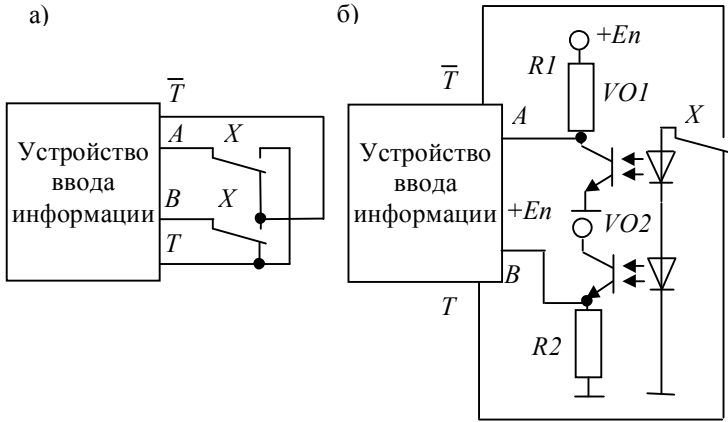 а)
T̅
A
X
Устройство
ввода
информации
B
X
T
б)
+En
R1
VO1
T̅
A
X
Устройство
ввода
информации
+En
VO2
B
T
R2